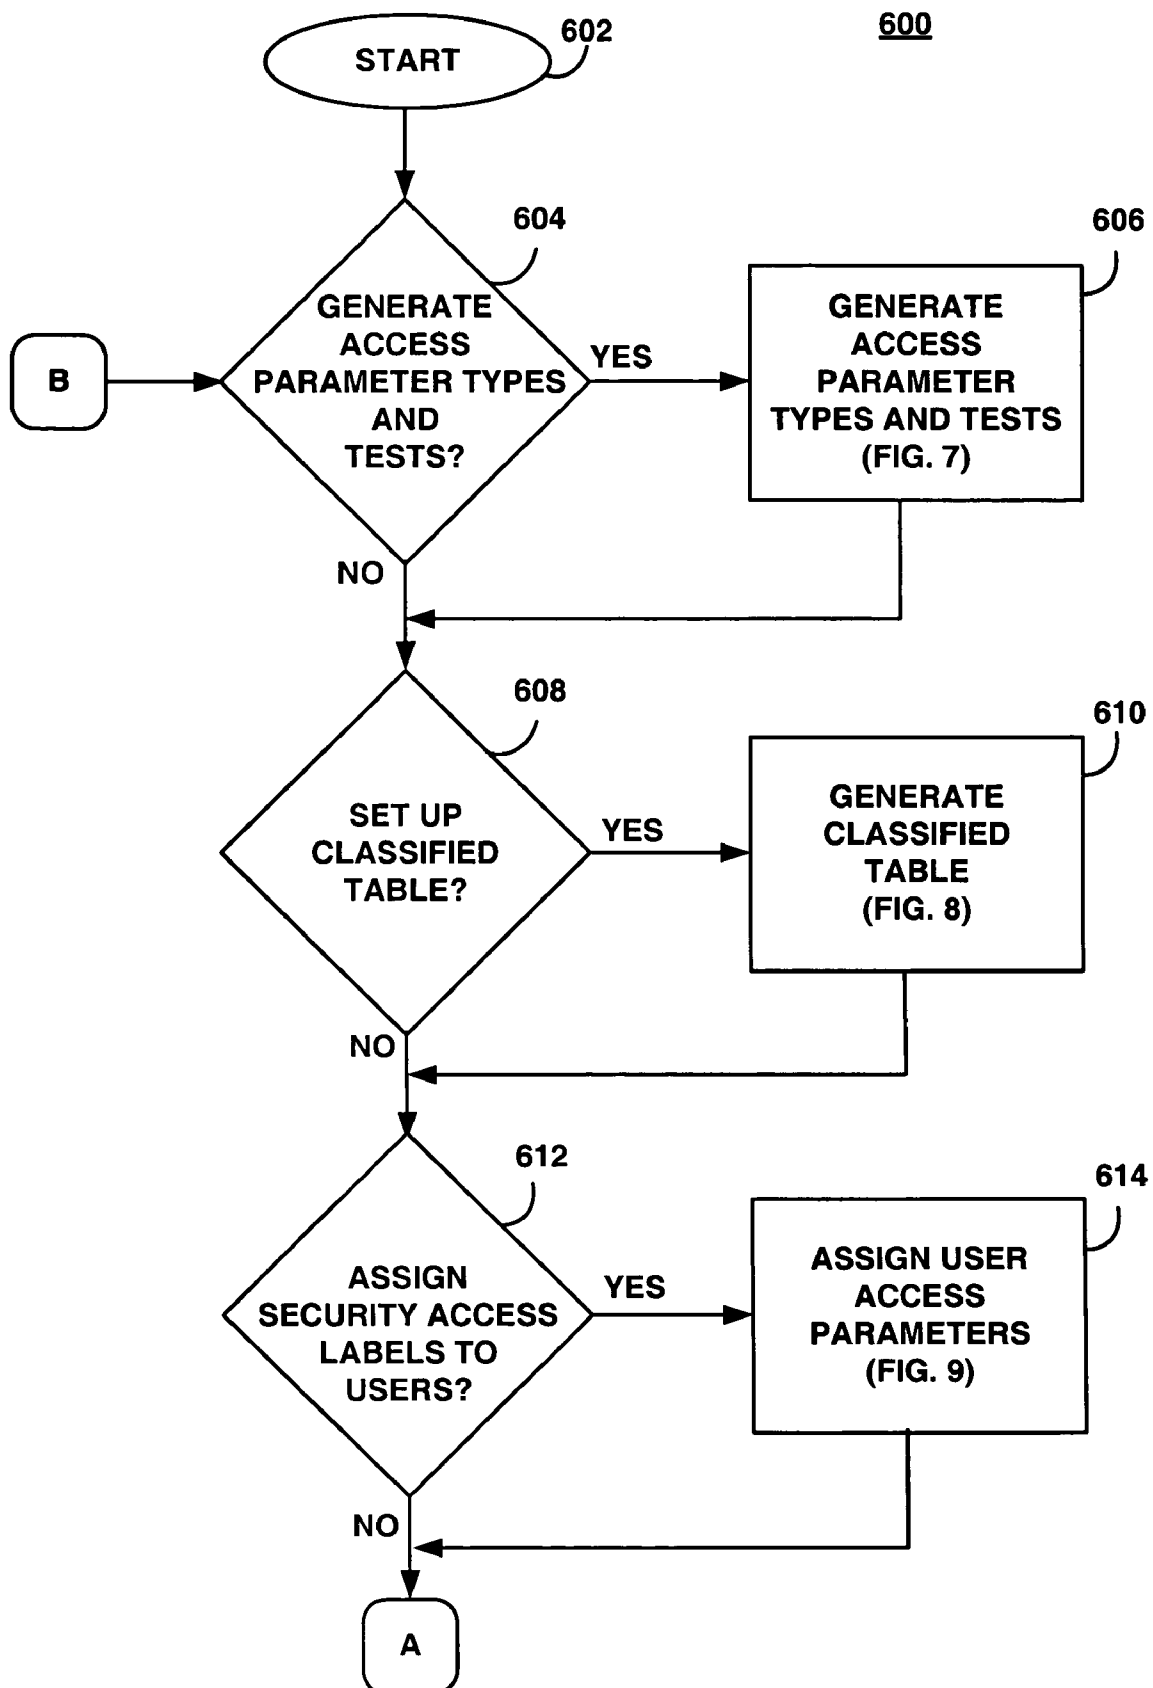 600
START
602
604
GENERATE
ACCESS
PARAMETER TYPES
AND
TESTS?
B
YES
606
GENERATE
ACCESS
PARAMETER
TYPES AND TESTS
(FIG. 7)
NO
608
SET UP
CLASSIFIED
TABLE?
YES
610
GENERATE
CLASSIFIED
TABLE
(FIG. 8)
NO
612
ASSIGN
SECURITY ACCESS
LABELS TO
USERS?
YES
614
ASSIGN USER
ACCESS
PARAMETERS
(FIG. 9)
NO
A